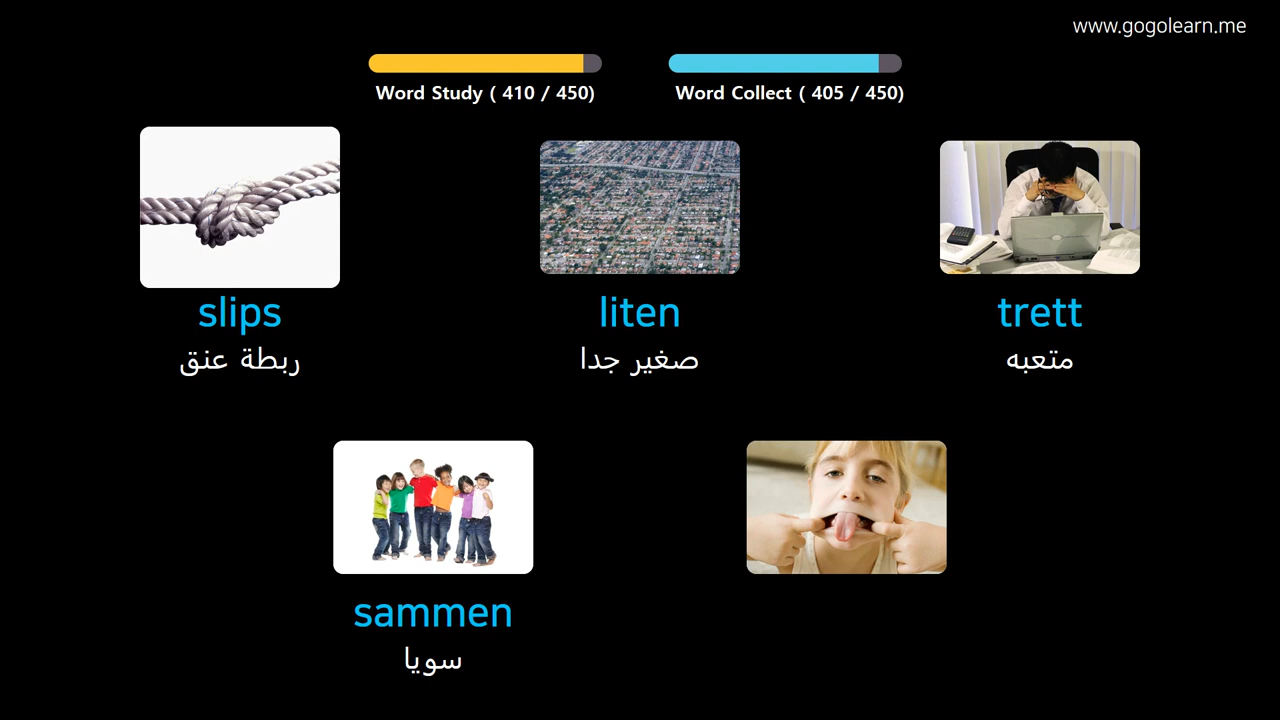 www.gogolearn.me
Word Study ( 410 / 450)
Word Collect ( 405 / 450)
slips
ربطة عنق
liten
صغير جدا
trett
متعبه
sammen
سويا